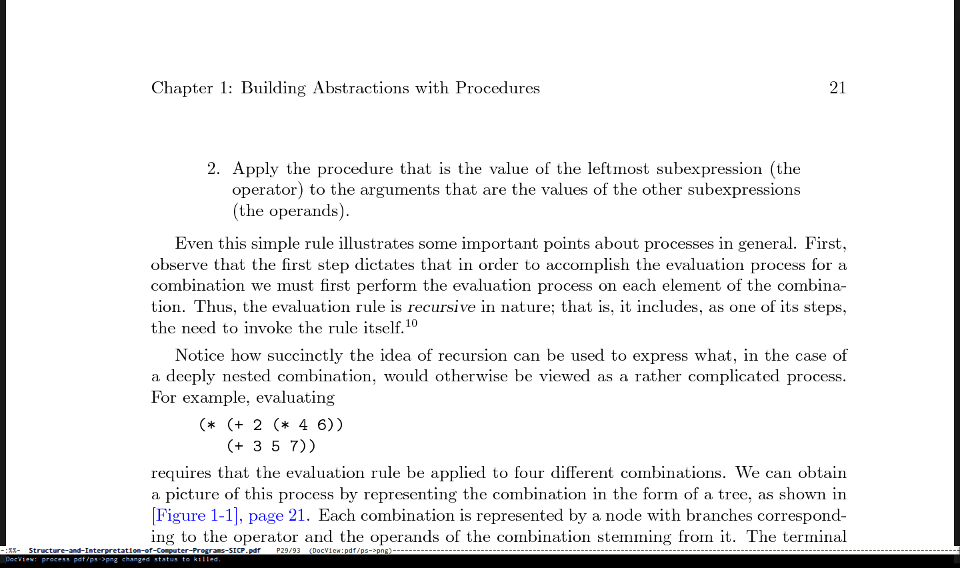 Chapter 1: Building Abstractions with Procedures 21
2. Apply the procedure that is the value of the leftmost subexpression (the
operator) to the arguments that are the values of the other subexpressions
(the operands).
Even this simple rule illustrates some important points about processes in general. First,
observe that the first step dictates that in order to accomplish the evaluation process for a
combination we must first perform the evaluation process on each element of the combina-
tion. Thus, the evaluation rule is recursive in nature; that is, it includes, as one of its steps,
the need to invoke the rule itself.10
Notice how succinctly the idea of recursion can be used to express what, in the case of
a deeply nested combination, would otherwise be viewed as a rather complicated process.
For example, evaluating
(* (+ 2 (* 4 6))
(+ 3 5 7))
requires that the evaluation rule be applied to four different combinations. We can obtain
a picture of this process by representing the combination in the form of a tree, as shown in
[Figure 1-1], page 21. Each combination is represented by a node with branches correspond-
ing to the operator and the operands of the combination stemming from it. The terminal
-:%%- Structure-and-Interpretation-of-Computer-Programs-SICP.pdf P29/93 (DocView:pdf/ps->png)
DocView: process pdf/ps->png changed status to killed.